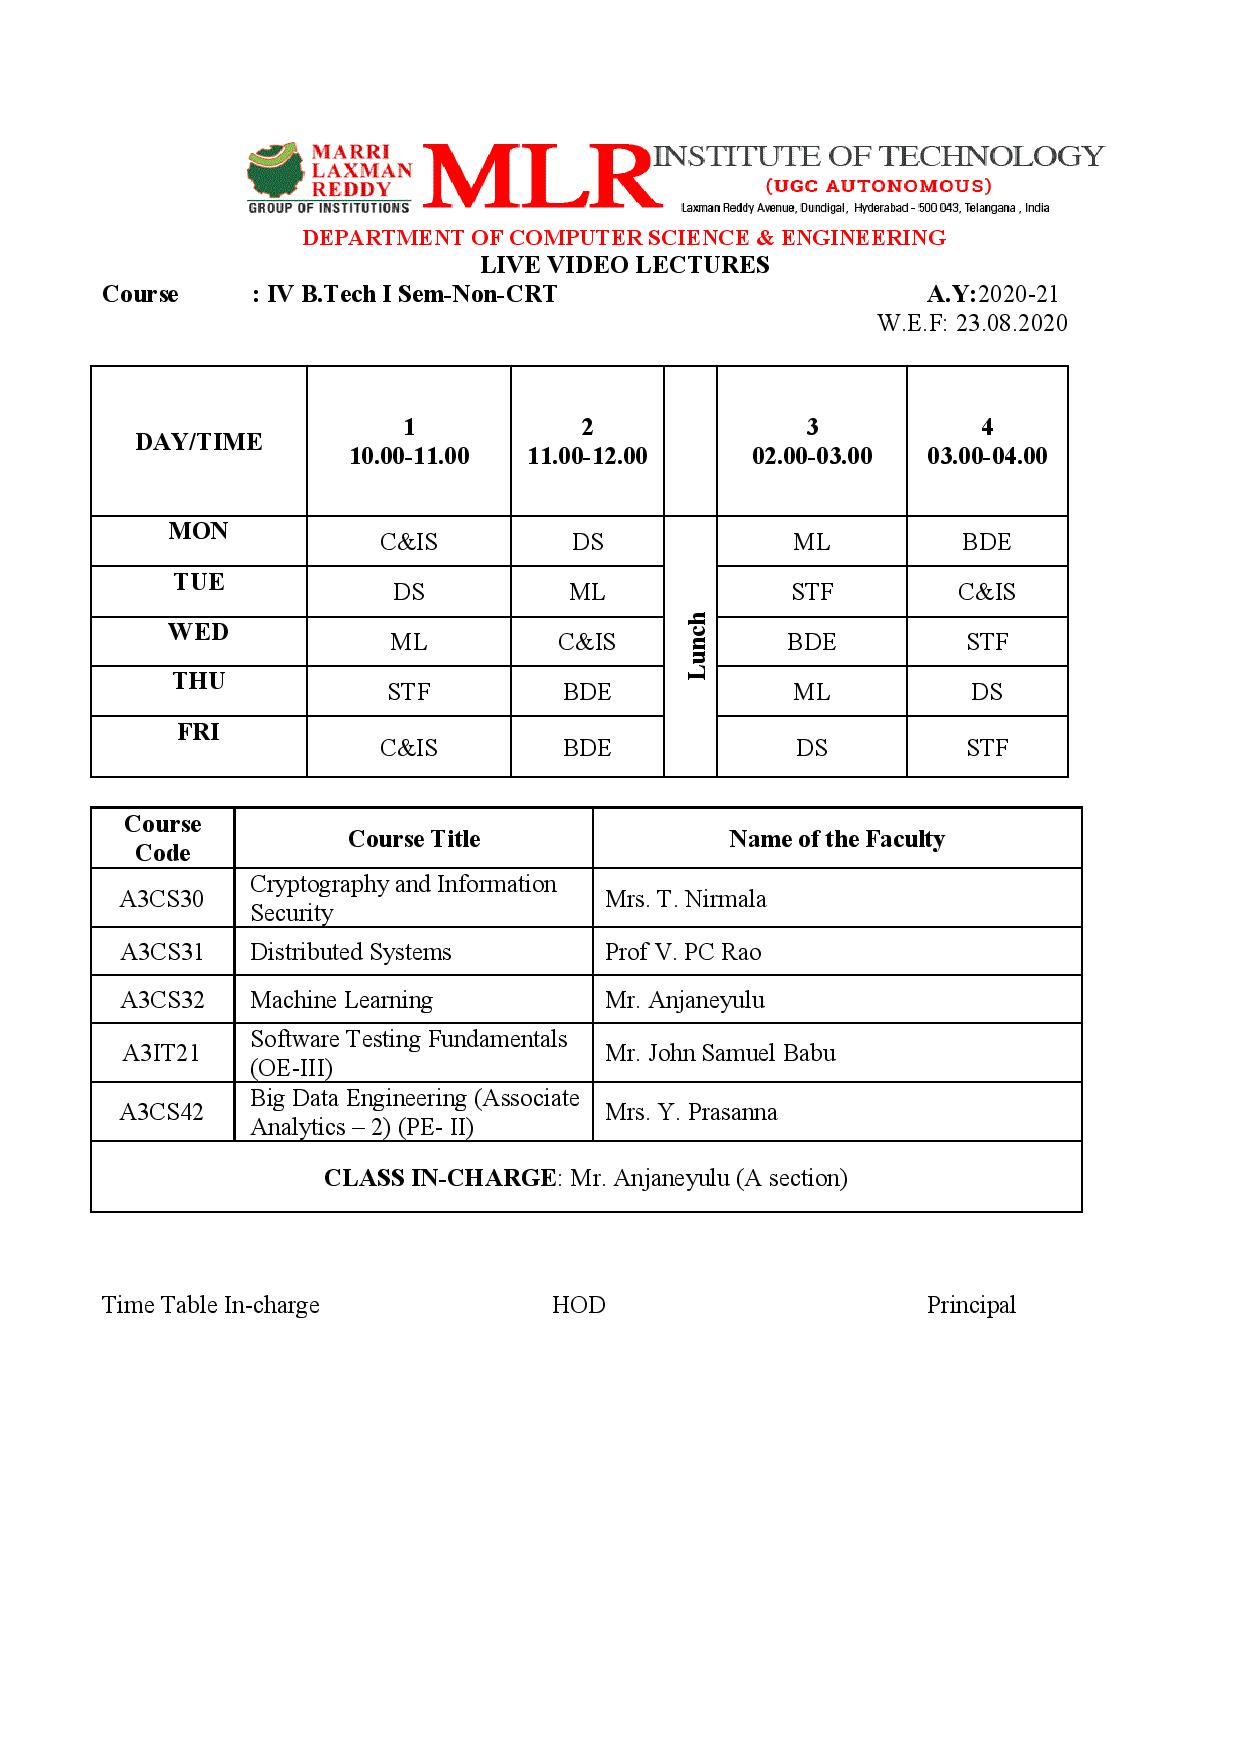 MARRI
LAXMAN
REDDY
GROUP OF INSTITUTIONS
MLR INSTITUTE OF TECHNOLOGY
(UGC AUTONOMOUS)
Laxman Reddy Avenue, Dundigal, Hyderabad - 500 043, Telangana , India
DEPARTMENT OF COMPUTER SCIENCE & ENGINEERING
LIVE VIDEO LECTURES
Course : IV B.Tech I Sem-Non-CRT A.Y:2020-21
W.E.F: 23.08.2020
DAY/TIME 1 10.00-11.00 2 11.00-12.00 3 02.00-03.00 4 03.00-04.00
MON C&IS DS ML BDE
TUE DS ML STF C&IS
WED ML C&IS BDE STF
Lunch
THU STF BDE ML DS
FRI C&IS BDE DS STF
Course Code Course Title Name of the Faculty
A3CS30 Cryptography and Information Security Mrs. T. Nirmala
A3CS31 Distributed Systems Prof V. PC Rao
A3CS32 Machine Learning Mr. Anjaneyulu
A3IT21 Software Testing Fundamentals (OE-III) Mr. John Samuel Babu
A3CS42 Big Data Engineering (Associate Analytics – 2) (PE- II) Mrs. Y. Prasanna
CLASS IN-CHARGE: Mr. Anjaneyulu (A section)
Time Table In-charge HOD Principal